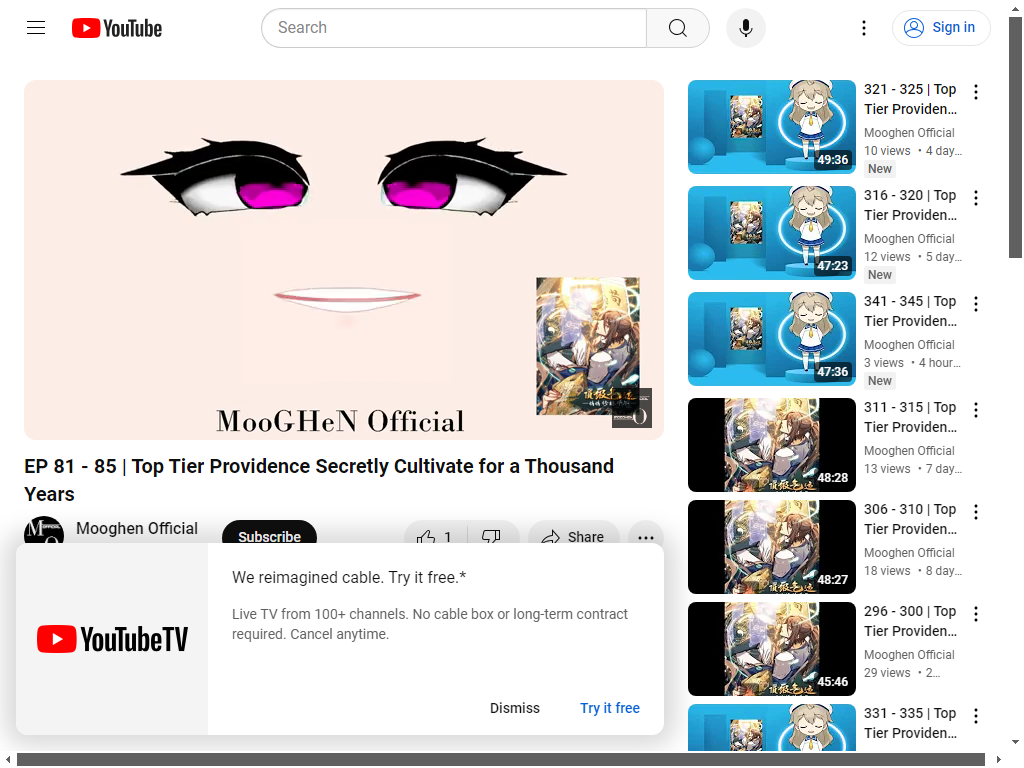 YouTube
Search
Sign in
MooGHeN Official
EP 81 - 85 | Top Tier Providence Secretly Cultivate for a Thousand
Years
Mooghen Official
Subscribe
1
Share
We reimagined cable. Try it free.*
Live TV from 100+ channels. No cable box or long-term contract
required. Cancel anytime.
YouTubeTV
Dismiss
Try it free
49:36
321 - 325 | Top
Tier Providen…
Mooghen Official
10 views • 4 day…
New
47:23
316 - 320 | Top
Tier Providen…
Mooghen Official
12 views • 5 day…
New
47:36
341 - 345 | Top
Tier Providen…
Mooghen Official
3 views • 4 hour…
New
48:28
311 - 315 | Top
Tier Providen…
Mooghen Official
13 views • 7 day…
48:27
306 - 310 | Top
Tier Providen…
Mooghen Official
18 views • 8 day…
45:46
296 - 300 | Top
Tier Providen…
Mooghen Official
29 views • 2…
331 - 335 | Top
Tier Providen…